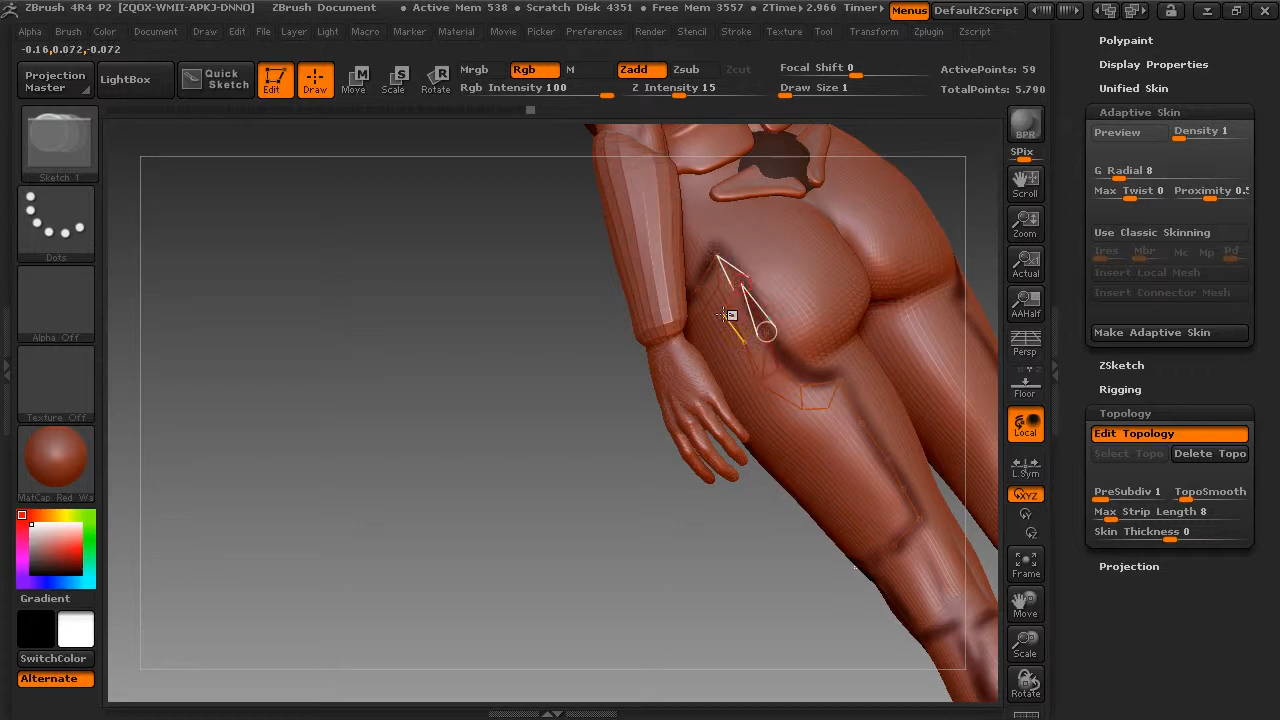 ZBrush 4R4 P2 [ZQOX-WMII-APKJ-DNNO] ZBrush Document • Active Mem 538 • Scratch Disk 4351 • Free Mem 3557 • ZTime▸2.966 Timer▸ Menus DefaultZScript
Alpha Brush Color Document Draw Edit File Layer Light Macro Marker Material Movie Picker Preferences Render Stencil Stroke Texture Tool Transform Zplugin Zscript
-0.16,0.072,-0.072
Projection Master
LightBox
Quick Sketch
Edit
Draw
Move
Scale
Rotate
Mrgb Rgb M
Rgb Intensity 100
Zadd Zsub Zcut
Z Intensity 15
Focal Shift 0
Draw Size 1
ActivePoints: 59
TotalPoints: 5.790
Sketch 1
Dots
Alpha Off
Texture Off
MatCap Red Wa
Gradient
SwitchColor
Alternate
BPR
SPix
Scroll
Zoom
Actual
AAHalf
Persp
Floor
Local
L.Sym
XYZ
Y
Z
Frame
Move
Scale
Rotate
Polypaint
Display Properties
Unified Skin
Adaptive Skin
Preview Density 1
G Radial 8
Max Twist 0 Proximity 0.5
Use Classic Skinning
Ires Mbr Mc Mp Pd
Insert Local Mesh
Insert Connector Mesh
Make Adaptive Skin
ZSketch
Rigging
Topology
Edit Topology
Select Topo Delete Topo
PreSubdiv 1 TopoSmooth
Max Strip Length 8
Skin Thickness 0
Projection